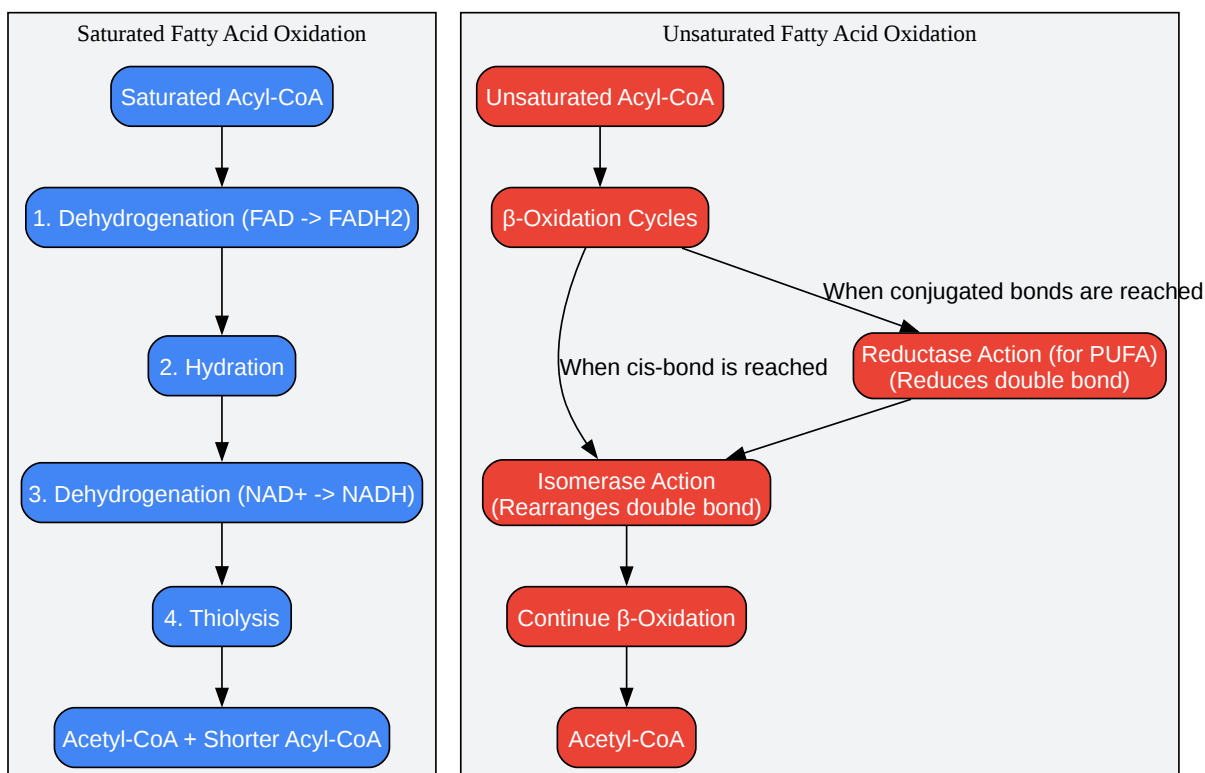 Saturated Fatty Acid Oxidation
Saturated Acyl-CoA
1. Dehydrogenation (FAD -> FADH2)
2. Hydration
3. Dehydrogenation (NAD+ -> NADH)
4. Thiolysis
Acetyl-CoA + Shorter Acyl-CoA
Unsaturated Fatty Acid Oxidation
Unsaturated Acyl-CoA
β-Oxidation Cycles
When conjugated bonds are reached
When cis-bond is reached
Reductase Action (for PUFA)
(Reduces double bond)
Isomerase Action
(Rearranges double bond)
Continue β-Oxidation
Acetyl-CoA